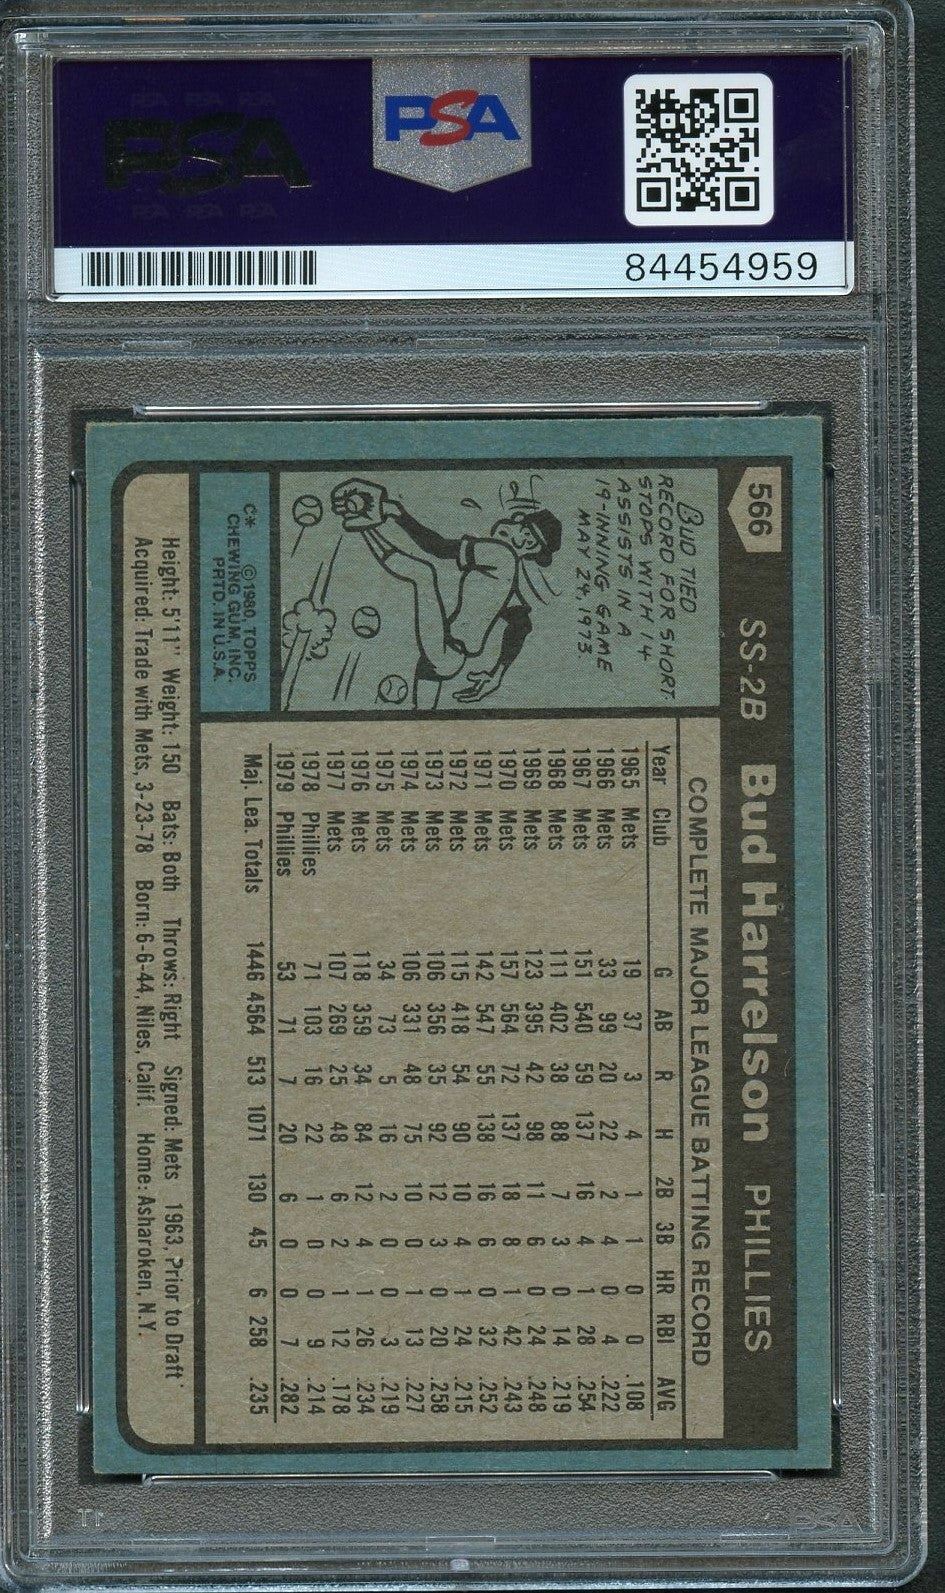 PSA PSA PSA
PSA
PSA PSA PSA
PSA
84454959
566 SS-2B Bud Harrelson PHILLIES
BUD TIED
RECORD FOR SHORT
STOPS WITH 14
ASSISTS IN A
19-INNING GAME
MAY 24, 1973
C* ©1980, TOPPS
CHEWING GUM, INC.
PRTD. IN U.S.A.
COMPLETE MAJOR LEAGUE BATTING RECORD
Year Club G AB R H 2B 3B HR RBI AVG
1965 Mets 19 37 3 4 1 1 0 0 .108
1966 Mets 33 99 20 22 2 4 0 4 .222
1967 Mets 151 540 59 137 16 4 1 28 .254
1968 Mets 111 402 38 88 7 3 0 14 .219
1969 Mets 123 395 42 98 11 6 0 24 .248
1970 Mets 157 564 72 137 18 8 1 42 .243
1971 Mets 142 547 55 138 16 6 0 32 .252
1972 Mets 115 418 54 90 10 4 1 24 .215
1973 Mets 106 356 35 92 12 3 0 20 .258
1974 Mets 106 331 48 75 10 0 1 13 .227
1975 Mets 34 73 5 16 2 0 0 3 .219
1976 Mets 118 359 34 84 12 4 1 26 .234
1977 Mets 107 269 25 48 6 2 1 12 .178
1978 Phillies 71 103 16 22 1 0 0 9 .214
1979 Phillies 53 71 7 20 6 0 0 7 .282
Maj. Lea. Totals 1446 4564 513 1071 130 45 6 258 .235
Height: 5'11" Weight: 150 Bats: Both Throws: Right Signed: Mets 1963, Prior to Draft
Acquired: Trade with Mets, 3-23-78 Born: 6-6-44, Niles, Calif. Home: Asharoken, N.Y.
PSA